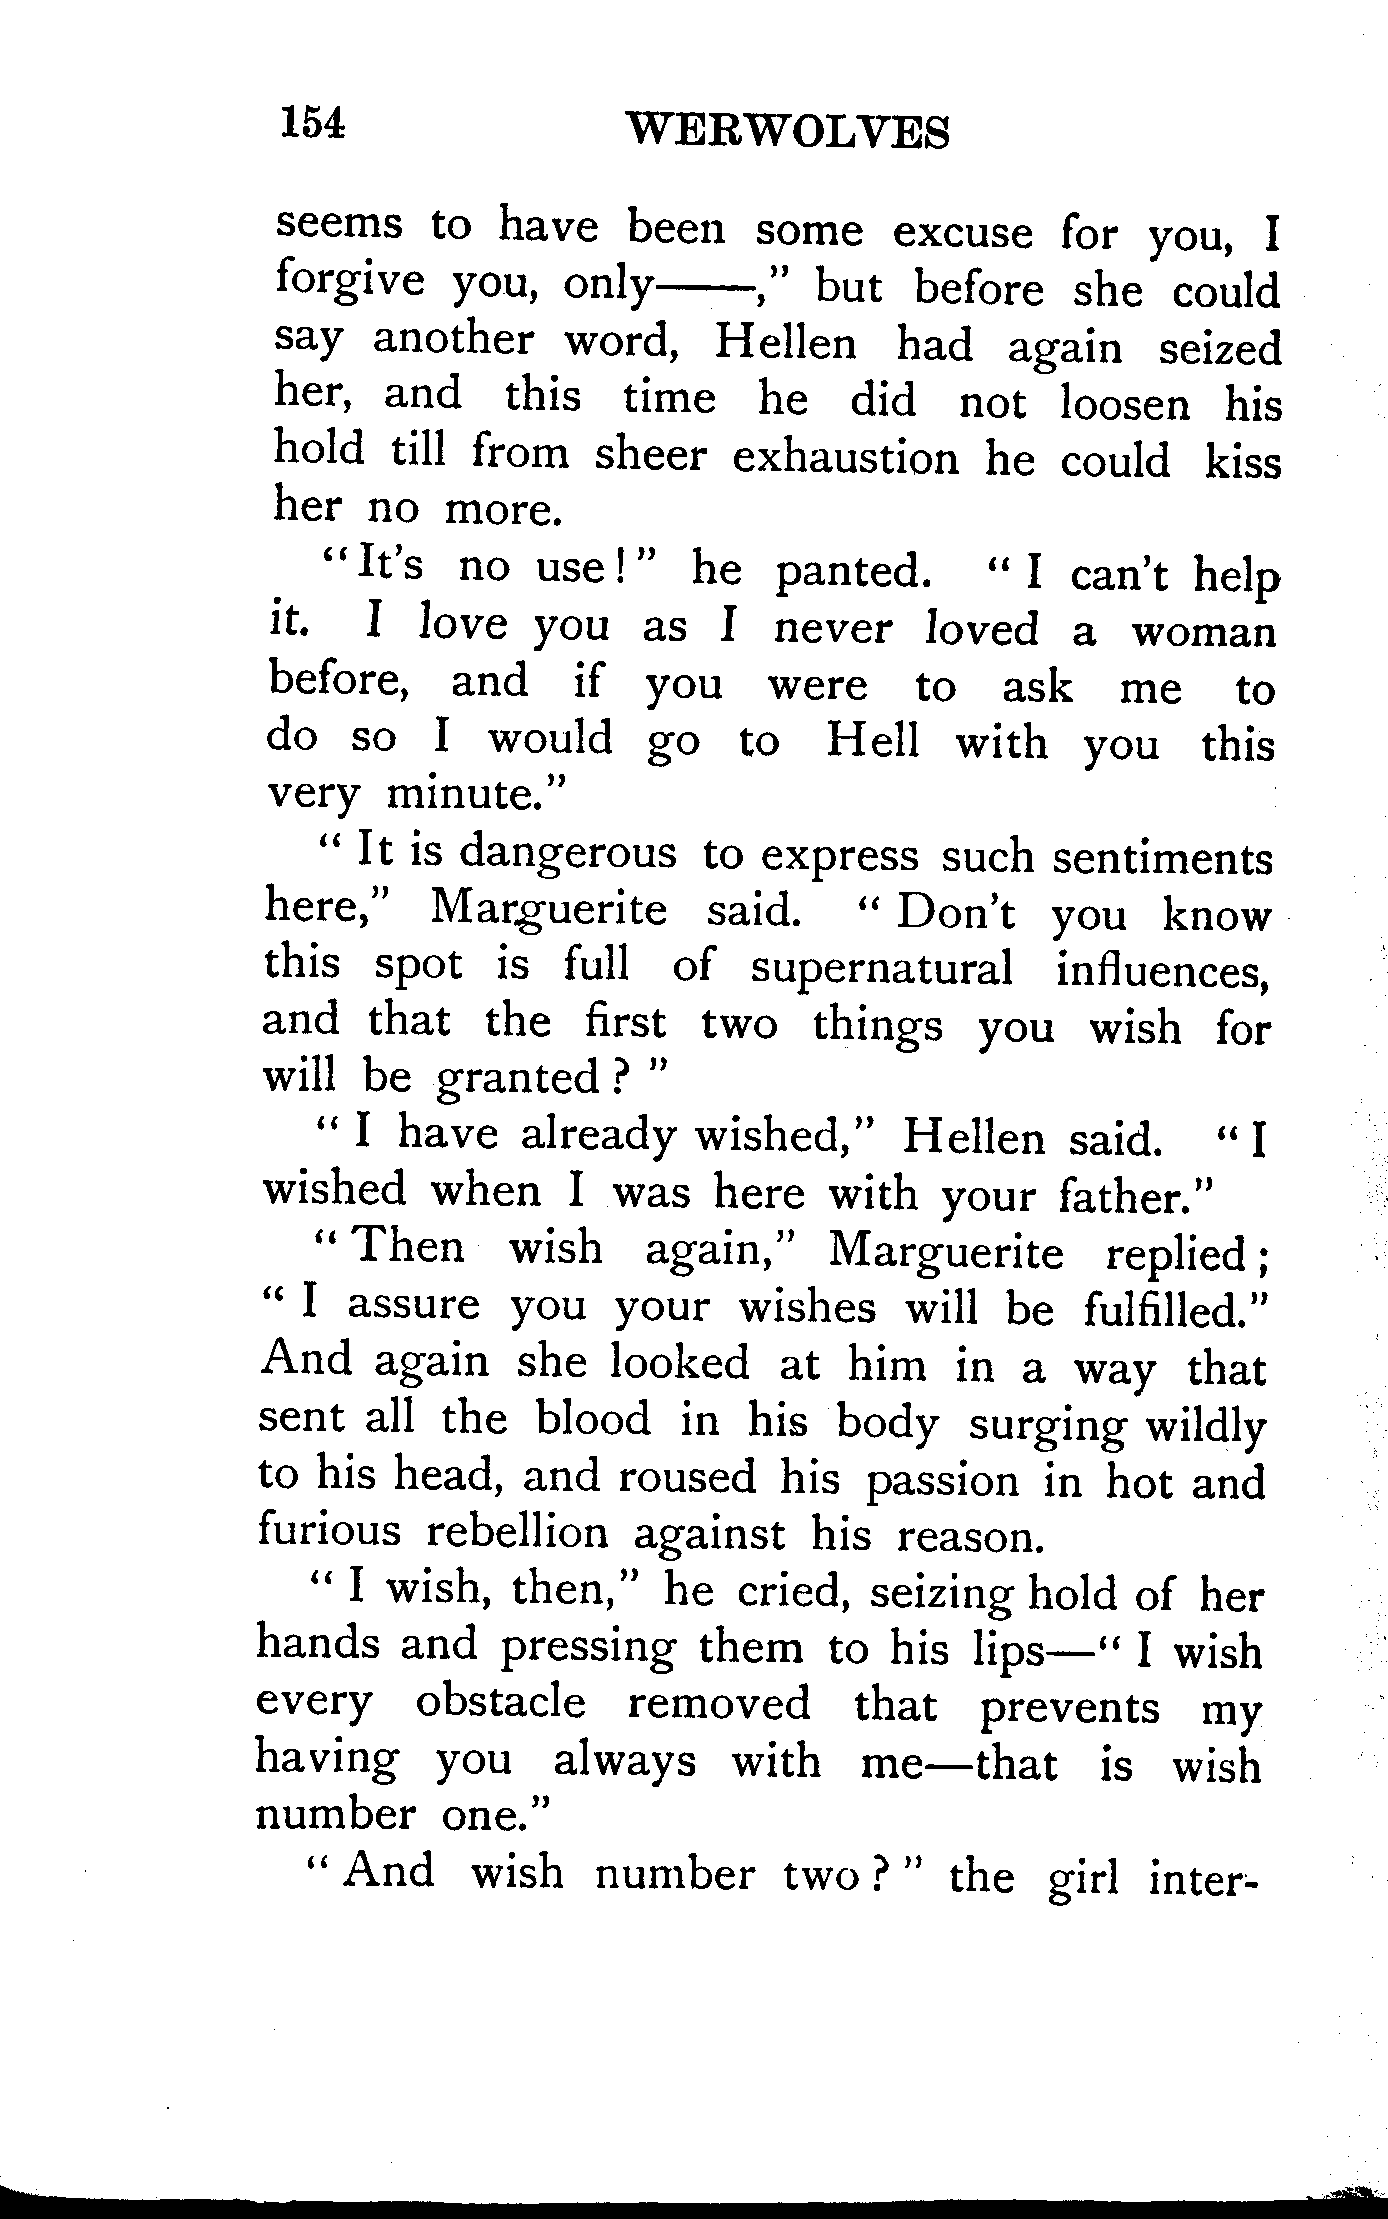 154 WERWOLVES
seems to have been some excuse for you, I
forgive you, only——," but before she could
say another word, Hellen had again seized
her, and this time he did not loosen his
hold till from sheer exhaustion he could kiss
her no more.
"It's no use!" he panted. "I can't help
it. I love you as I never loved a woman
before, and if you were to ask me to
do so I would go to Hell with you this
very minute."
"It is dangerous to express such sentiments
here," Marguerite said. "Don't you know
this spot is full of supernatural influences,
and that the first two things you wish for
will be granted?"
"I have already wished," Hellen said. "I
wished when I was here with your father."
"Then wish again," Marguerite replied;
"I assure you your wishes will be fulfilled."
And again she looked at him in a way that
sent all the blood in his body surging wildly
to his head, and roused his passion in hot and
furious rebellion against his reason.
"I wish, then," he cried, seizing hold of her
hands and pressing them to his lips—"I wish
every obstacle removed that prevents my
having you always with me—that is wish
number one."
"And wish number two?" the girl inter-